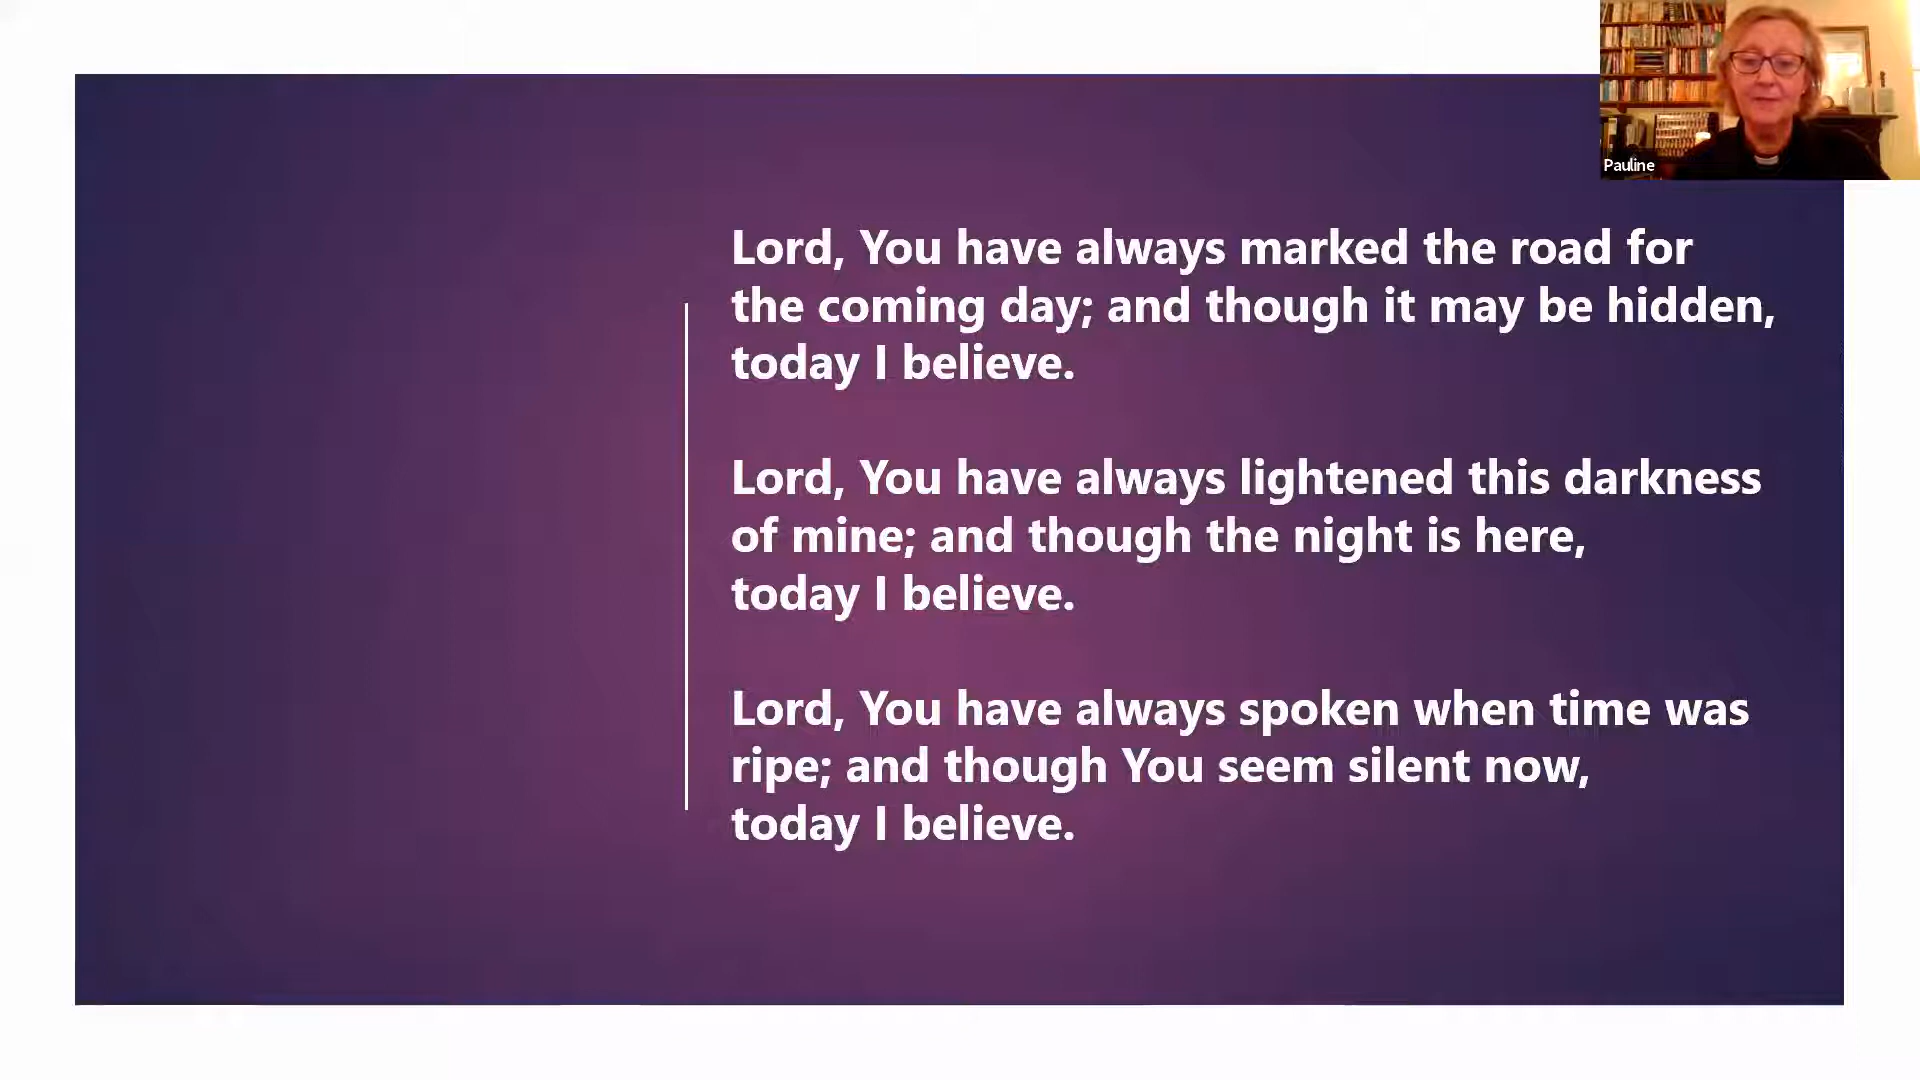 Pauline
Lord, You have always marked the road for
the coming day; and though it may be hidden,
today I believe.
Lord, You have always lightened this darkness
of mine; and though the night is here,
today I believe.
Lord, You have always spoken when time was
ripe; and though You seem silent now,
today I believe.